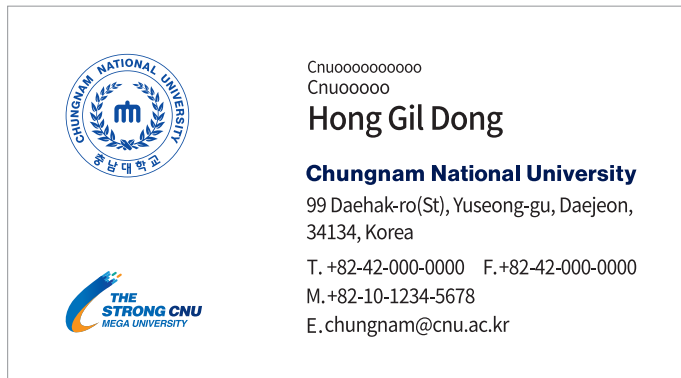 CHUNGNAM NATIONAL UNIVERSITY
충남대학교
Cnuoooooooooo
Cnuooooo
Hong Gil Dong
Chungnam National University
99 Daehak-ro(St), Yuseong-gu, Daejeon,
34134, Korea
T. +82-42-000-0000 F.+82-42-000-0000
M.+82-10-1234-5678
E.chungnam@cnu.ac.kr
THE
STRONG CNU
MEGA UNIVERSITY